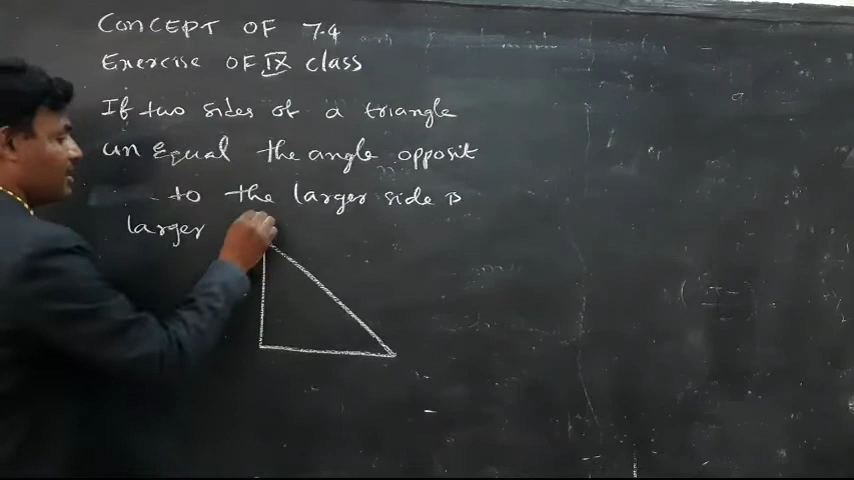 CONCEPT OF 7.4
Exercise OF IX class
If two sides of a triangle
un equal the angle opposit
to the larger side is
larger